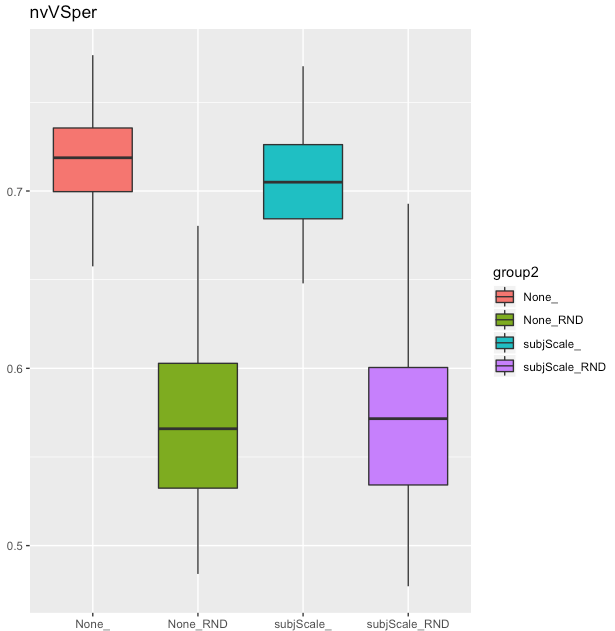 nvVSper
0.7
0.6
0.5
None_
None_RND
subjScale_
subjScale_RND
group2
None_
None_RND
subjScale_
subjScale_RND